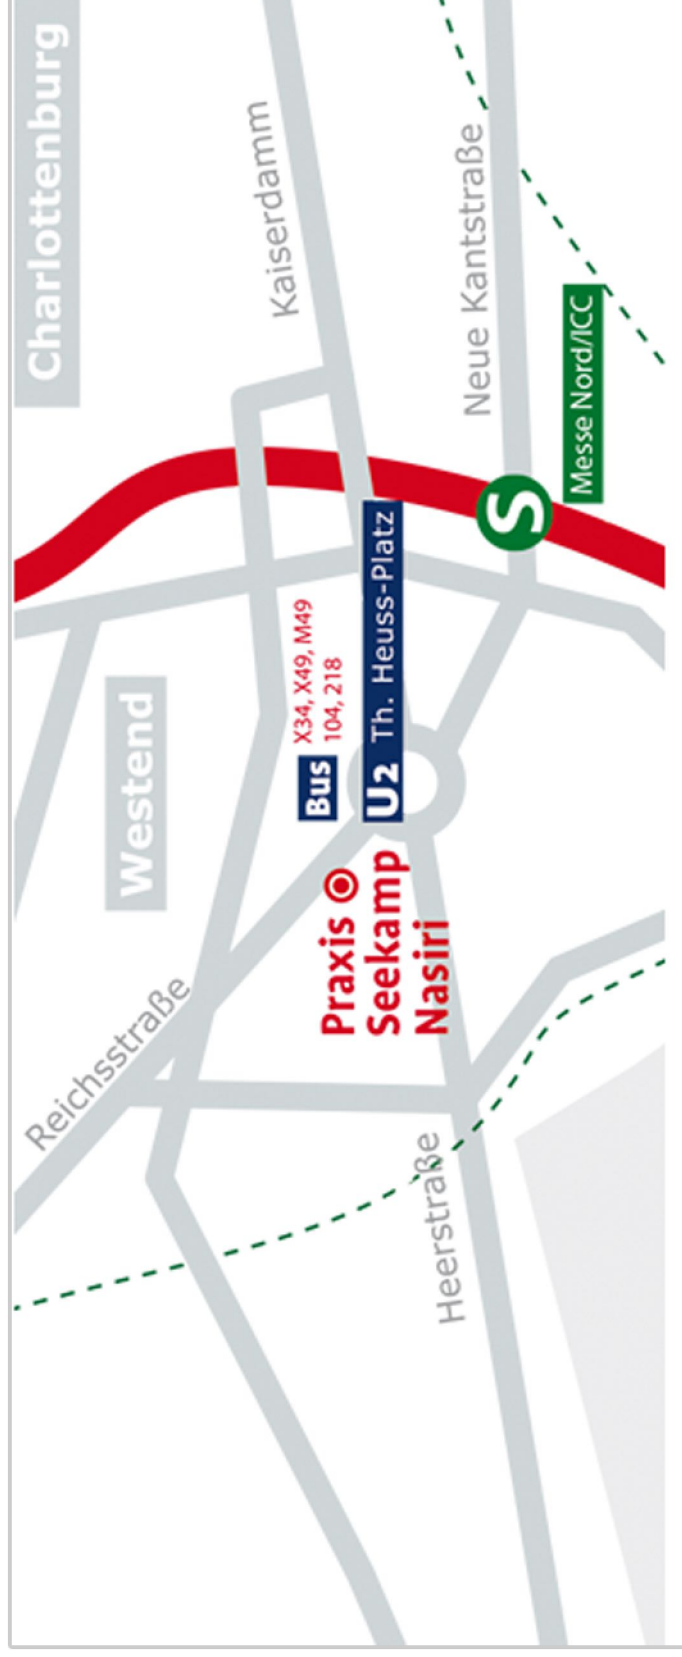 Charlottenburg
Westend
Reichsstraße
Kaiserdamm
Bus
X34, X49, M49
104, 218
Praxis
Seekamp
Nasiri
U2 Th. Heuss-Platz
Heerstraße
Neue Kantstraße
S
Messe Nord/ICC